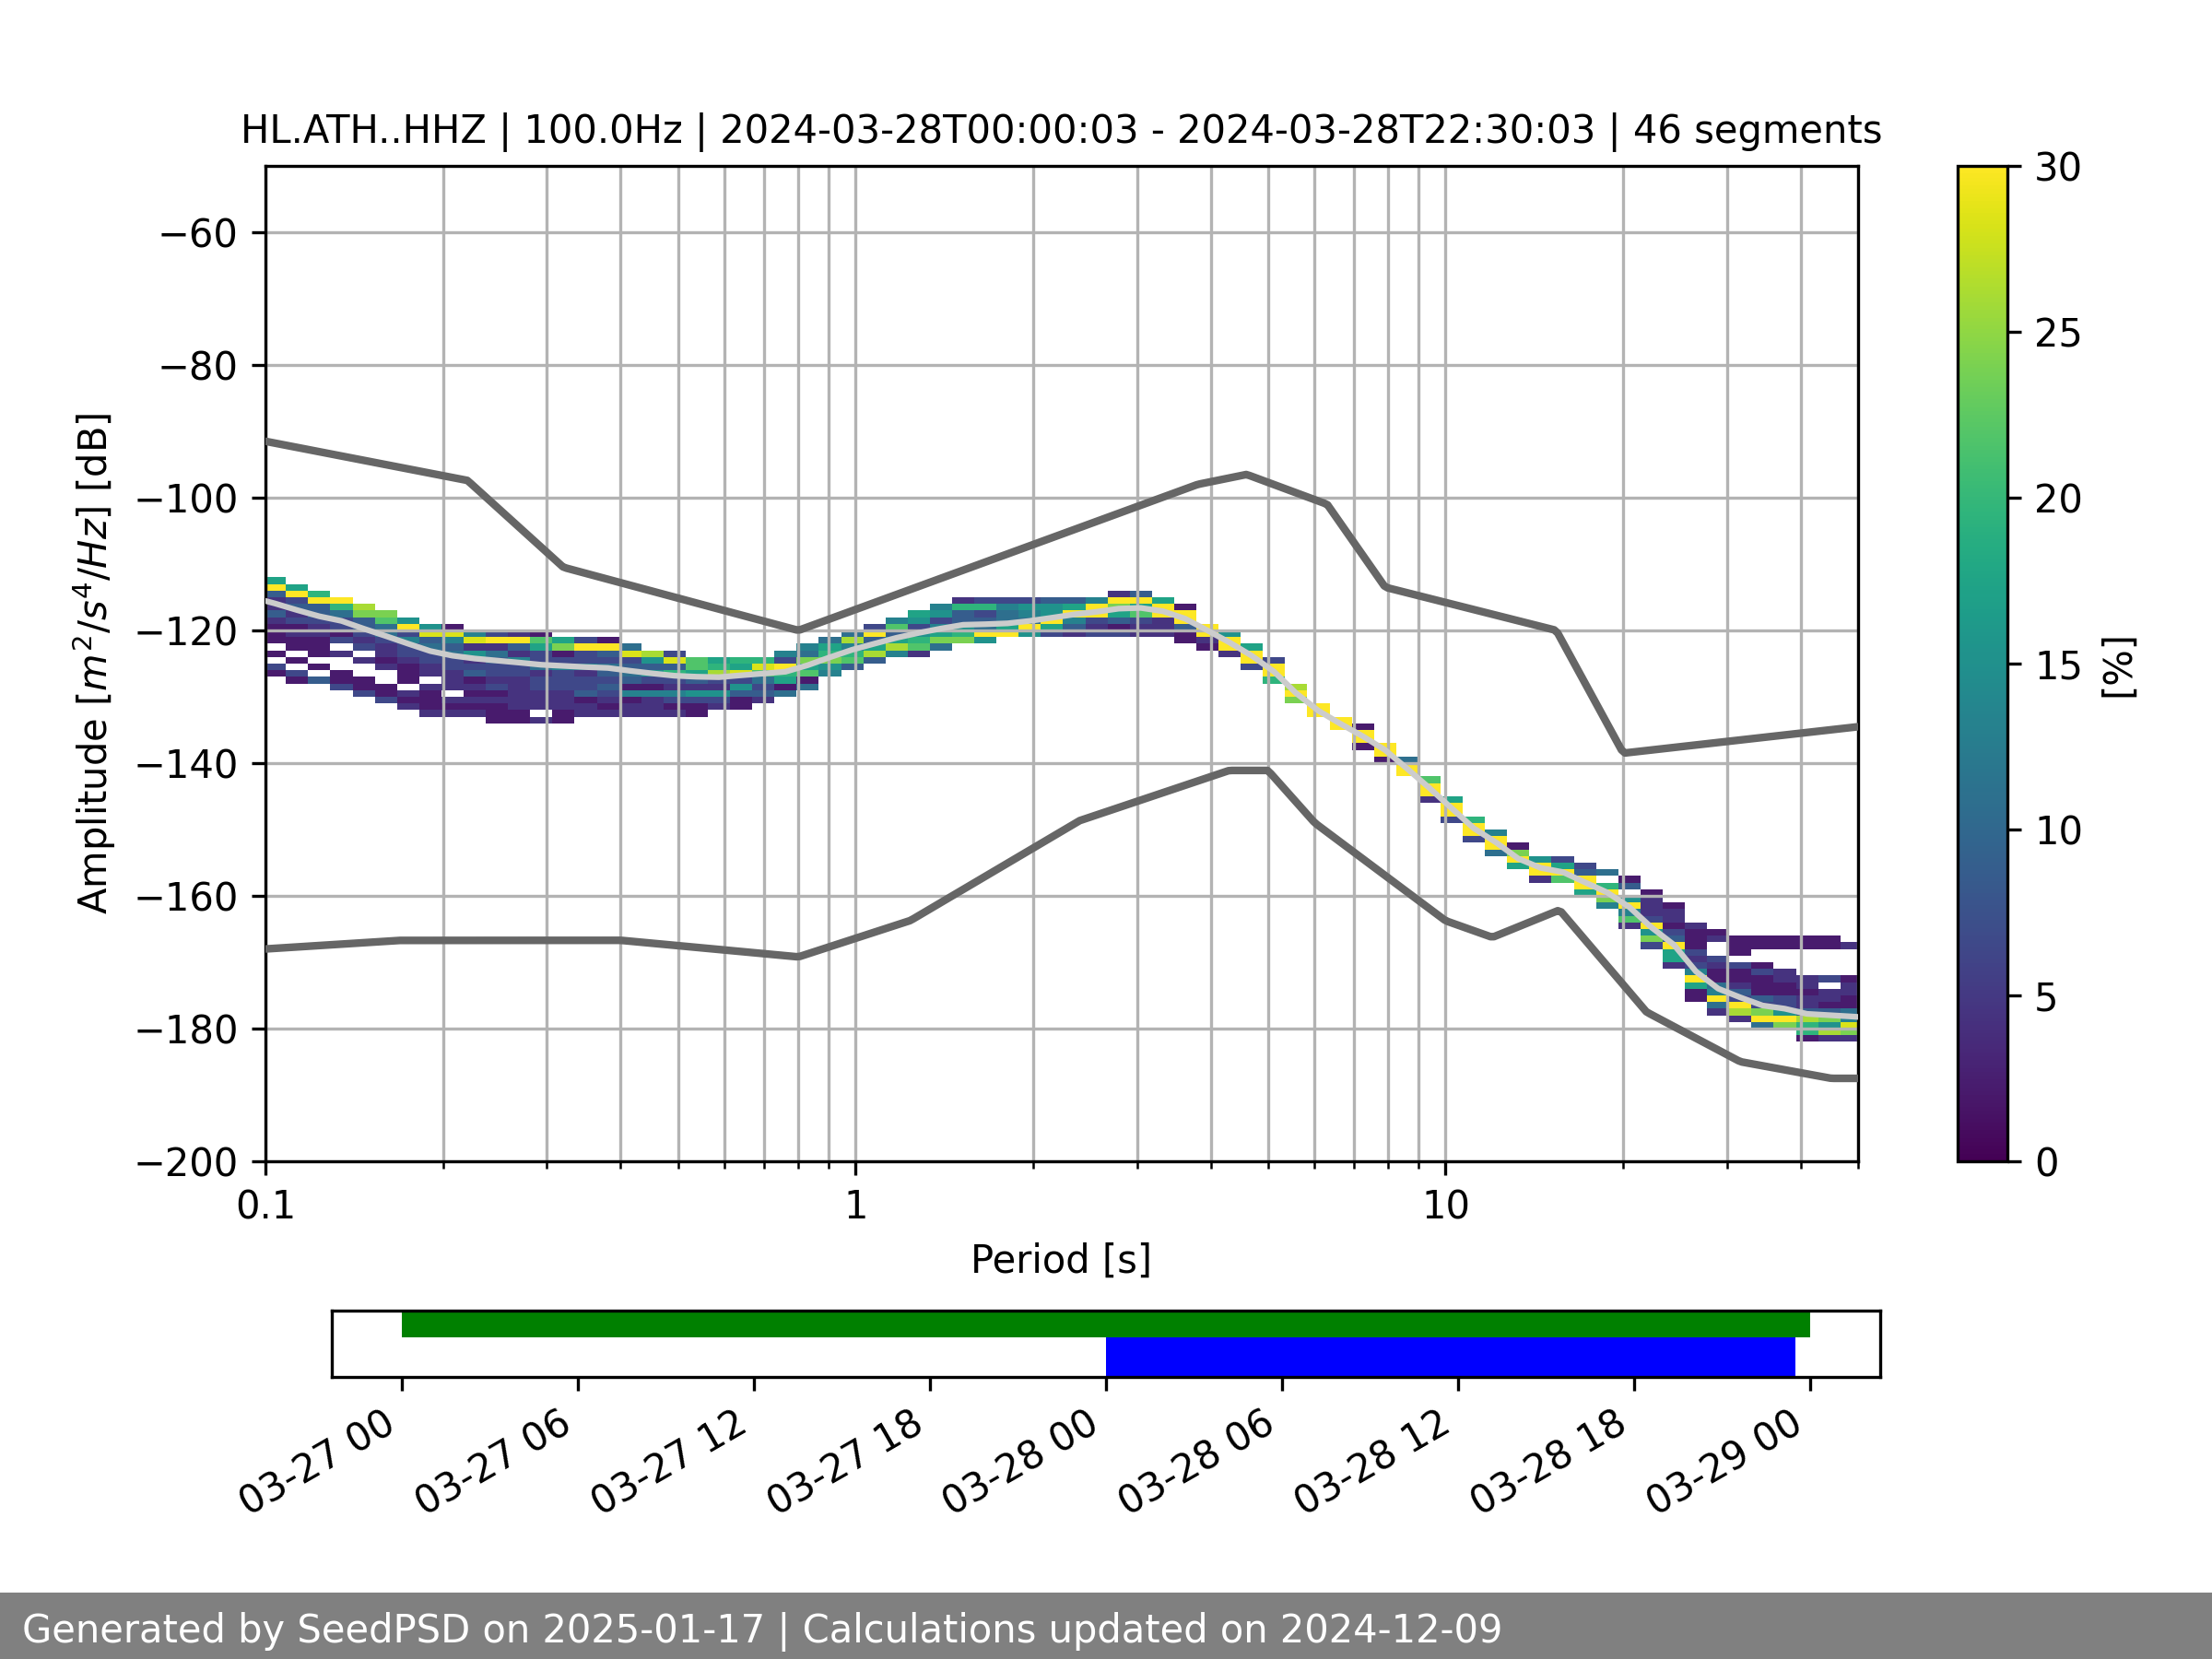 HL.ATH..HHZ | 100.0Hz | 2024-03-28T00:00:03 - 2024-03-28T22:30:03 | 46 segments
Amplitude [m²/s⁴/Hz] [dB]
−60
−80
−100
−120
−140
−160
−180
−200
0.1 1 10
Period [s]
30
25
20
15
10
5
0
[%]
03-27 00 03-27 06 03-27 12 03-27 18 03-28 00 03-28 06 03-28 12 03-28 18 03-29 00
Generated by SeedPSD on 2025-01-17 | Calculations updated on 2024-12-09